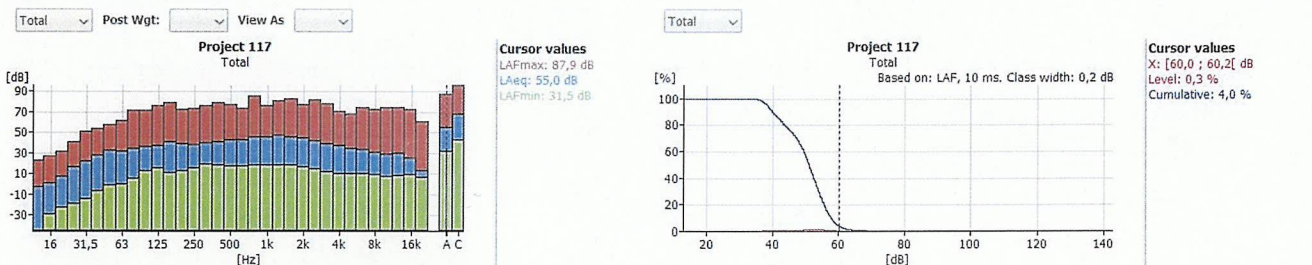 Total Post Wgt: View As
Project 117
Total
[dB]
90
70
50
30
10
-10
-30
16 31,5 63 125 250 500 1k 2k 4k 8k 16k A C
[Hz]
Cursor values
LAFmax: 87,9 dB
LAeq: 55,0 dB
LAFmin: 31,5 dB
Total
Project 117
Total
[%] Based on: LAF, 10 ms. Class width: 0,2 dB
100
80
60
40
20
0
20 40 60 80 100 120 140
[dB]
Cursor values
X: [60,0 ; 60,2[ dB
Level: 0,3 %
Cumulative: 4,0 %